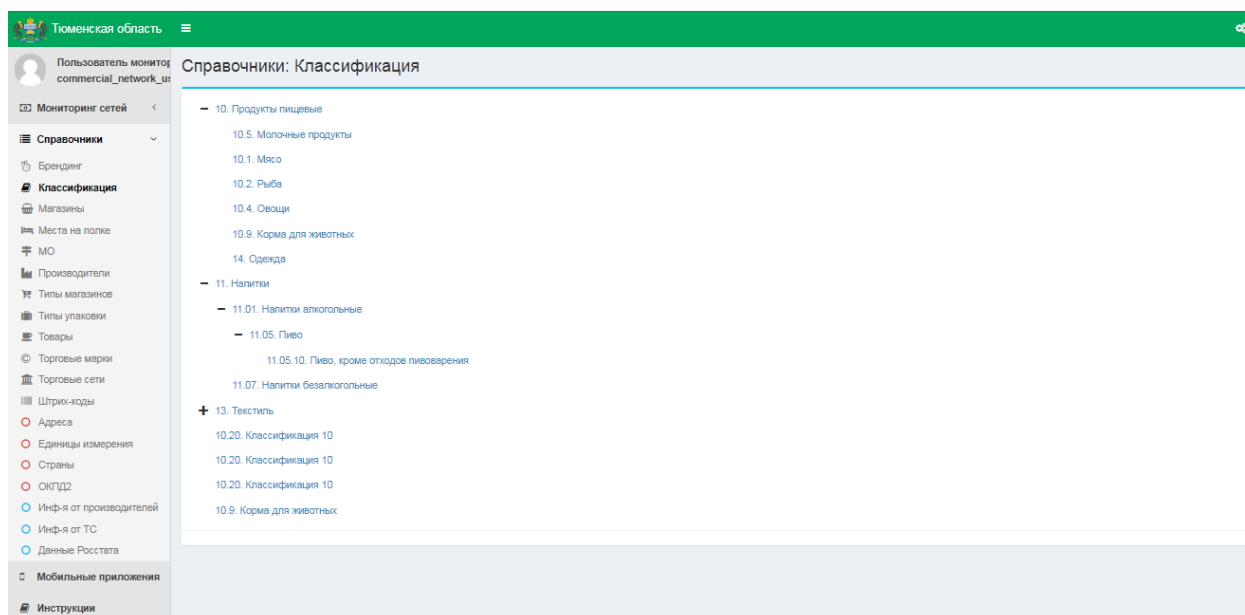 Тюменская область
Пользователь монитор
commercial_network_us
Мониторинг сетей
Справочники
Брендинг
Классификация
Магазины
Места на полке
МО
Производители
Типы магазинов
Типы упаковки
Товары
Торговые марки
Торговые сети
Штрих-коды
Адреса
Единицы измерения
Страны
ОКПД2
Инф-я от производителей
Инф-я от ТС
Данные Росстата
Мобильные приложения
Инструкции
Справочники: Классификация
10. Продукты пищевые
10.5. Молочные продукты
10.1. Мясо
10.2. Рыба
10.4. Овощи
10.9. Корма для животных
14. Одежда
11. Напитки
11.01. Напитки алкогольные
11.05. Пиво
11.05.10. Пиво, кроме отходов пивоварения
11.07. Напитки безалкогольные
13. Текстиль
10.20. Классификация 10
10.20. Классификация 10
10.20. Классификация 10
10.9. Корма для животных